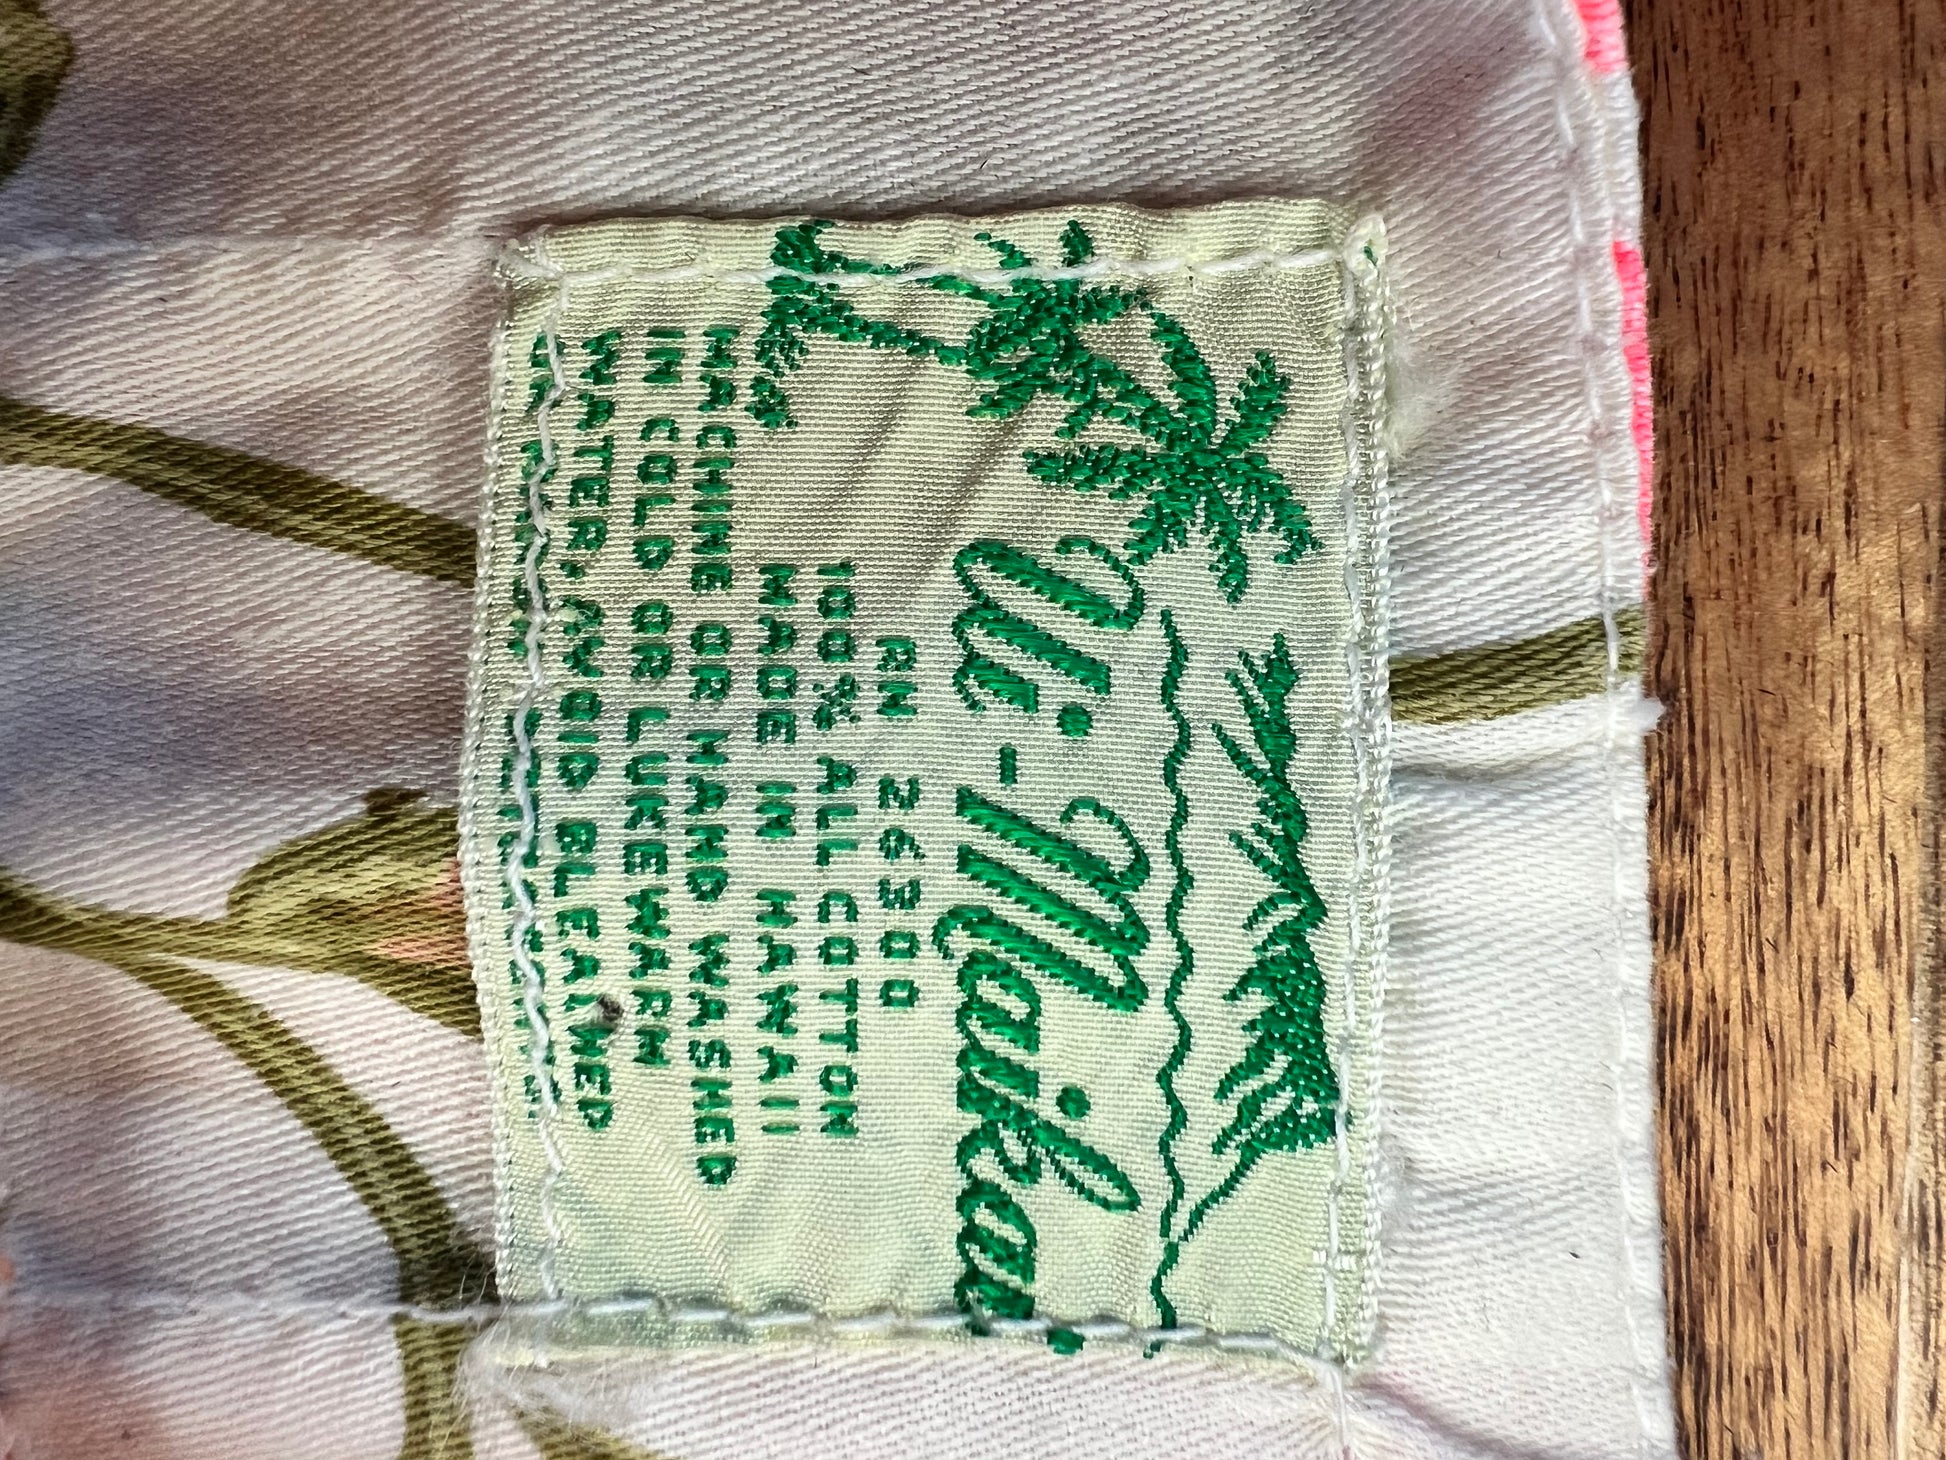 Ui-Maikai
RN 26300
100% ALL COTTON
MADE IN HAWAII
MACHINE OR HAND WASHED
IN COLD OR LUKEWARM
WATER, AVOID